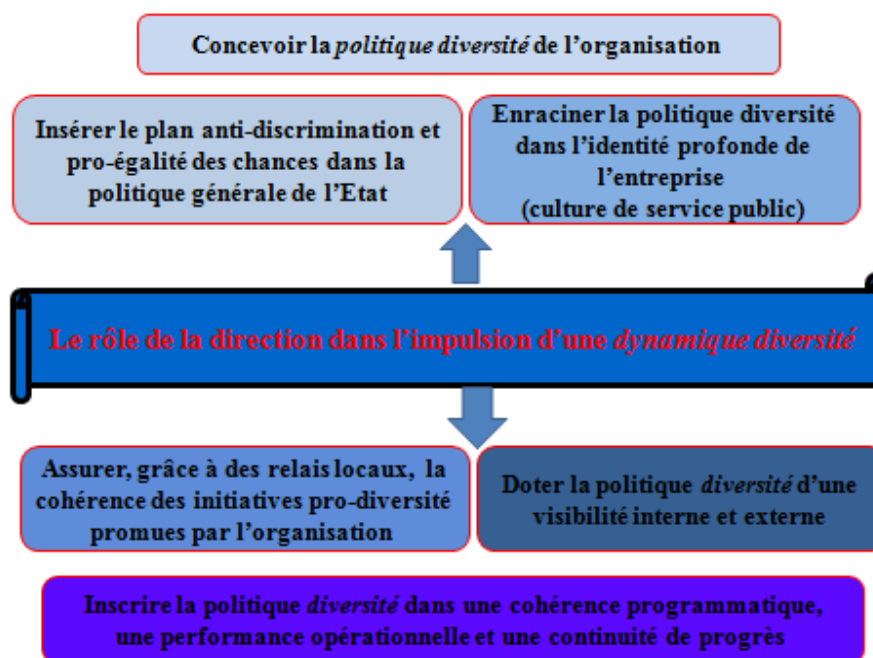 Concevoir la politique diversité de l’organisation
Insérer le plan anti-discrimination et
pro-égalité des chances dans la
politique générale de l’Etat
Enraciner la politique diversité
dans l’identité profonde de
l’entreprise
(culture de service public)
Le rôle de la direction dans l’impulsion d’une dynamique diversité
Assurer, grâce à des relais locaux, la
cohérence des initiatives pro-diversité
promues par l’organisation
Doter la politique diversité d’une
visibilité interne et externe
Inscrire la politique diversité dans une cohérence programmatique,
une performance opérationnelle et une continuité de progrès